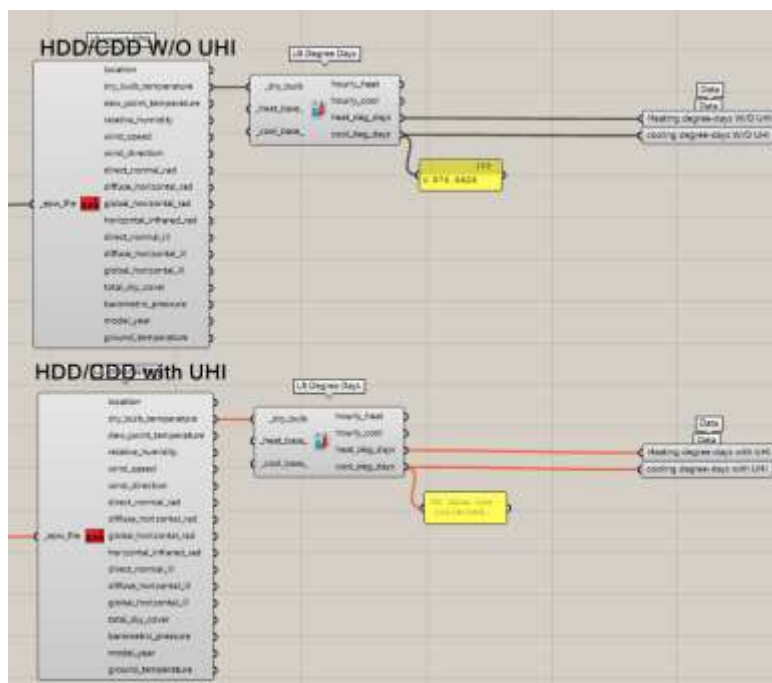 HDD/CDD W/O UHI
LB Degree Days
location
dry_bulb_temperature
dew_point_temperature
relative_humidity
wind_speed
wind_direction
direct_normal_rad
diffuse_horizontal_rad
_epw_file
global_horizontal_rad
horizontal_infrared_rad
direct_normal_ill
diffuse_horizontal_ill
global_horizontal_ill
total_sky_cover
barometric_pressure
model_year
ground_temperature
_dry_bulb
_heat_base_
_cool_base_
hourly_heat
hourly_cool
heat_deg_days
cool_deg_days
Data
Data
Heating degree-days W/O UHI
cooling degree-days W/O UHI
HDD/CDD with UHI
LB Degree Days
location
dry_bulb_temperature
dew_point_temperature
relative_humidity
wind_speed
wind_direction
direct_normal_rad
diffuse_horizontal_rad
_epw_file
global_horizontal_rad
horizontal_infrared_rad
direct_normal_ill
diffuse_horizontal_ill
global_horizontal_ill
total_sky_cover
barometric_pressure
model_year
ground_temperature
_dry_bulb
_heat_base_
_cool_base_
hourly_heat
hourly_cool
heat_deg_days
cool_deg_days
Data
Data
Heating degree-days with UHI
cooling degree-days with UHI